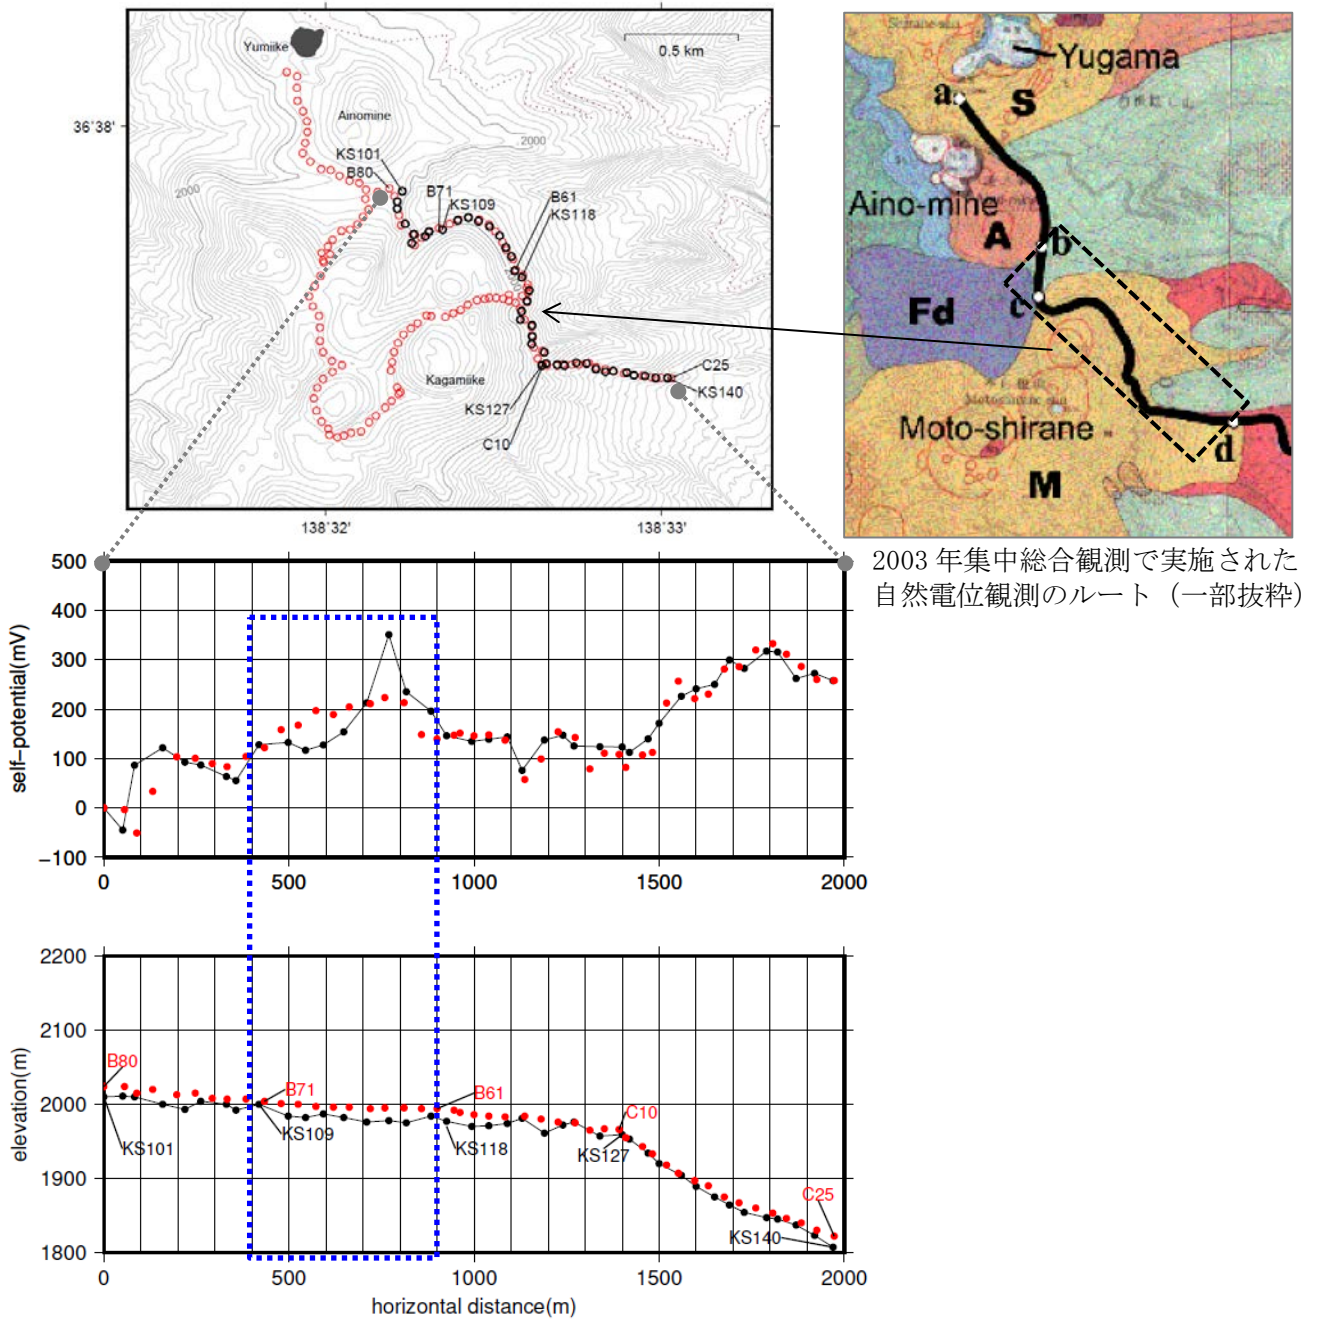 Yumiike
0.5 km
36°38'
Ainomine
2000
KS101
B80
2000
B71
KS109
B61
KS118
Kagamiike
C25
KS140
KS127
C10
138°32'
138°33'
Yugama
a
S
Aino-mine
A
b
Fd
c
Moto-shirane
d
M
2003 年集中総合観測で実施された
自然電位観測のルート（一部抜粋）
500
400
300
200
100
0
−100
self−potential(mV)
0
500
1000
1500
2000
2200
2100
2000
1900
1800
elevation(m)
B80
KS101
B71
KS109
B61
KS118
C10
KS127
C25
KS140
0
500
1000
1500
2000
horizontal distance(m)